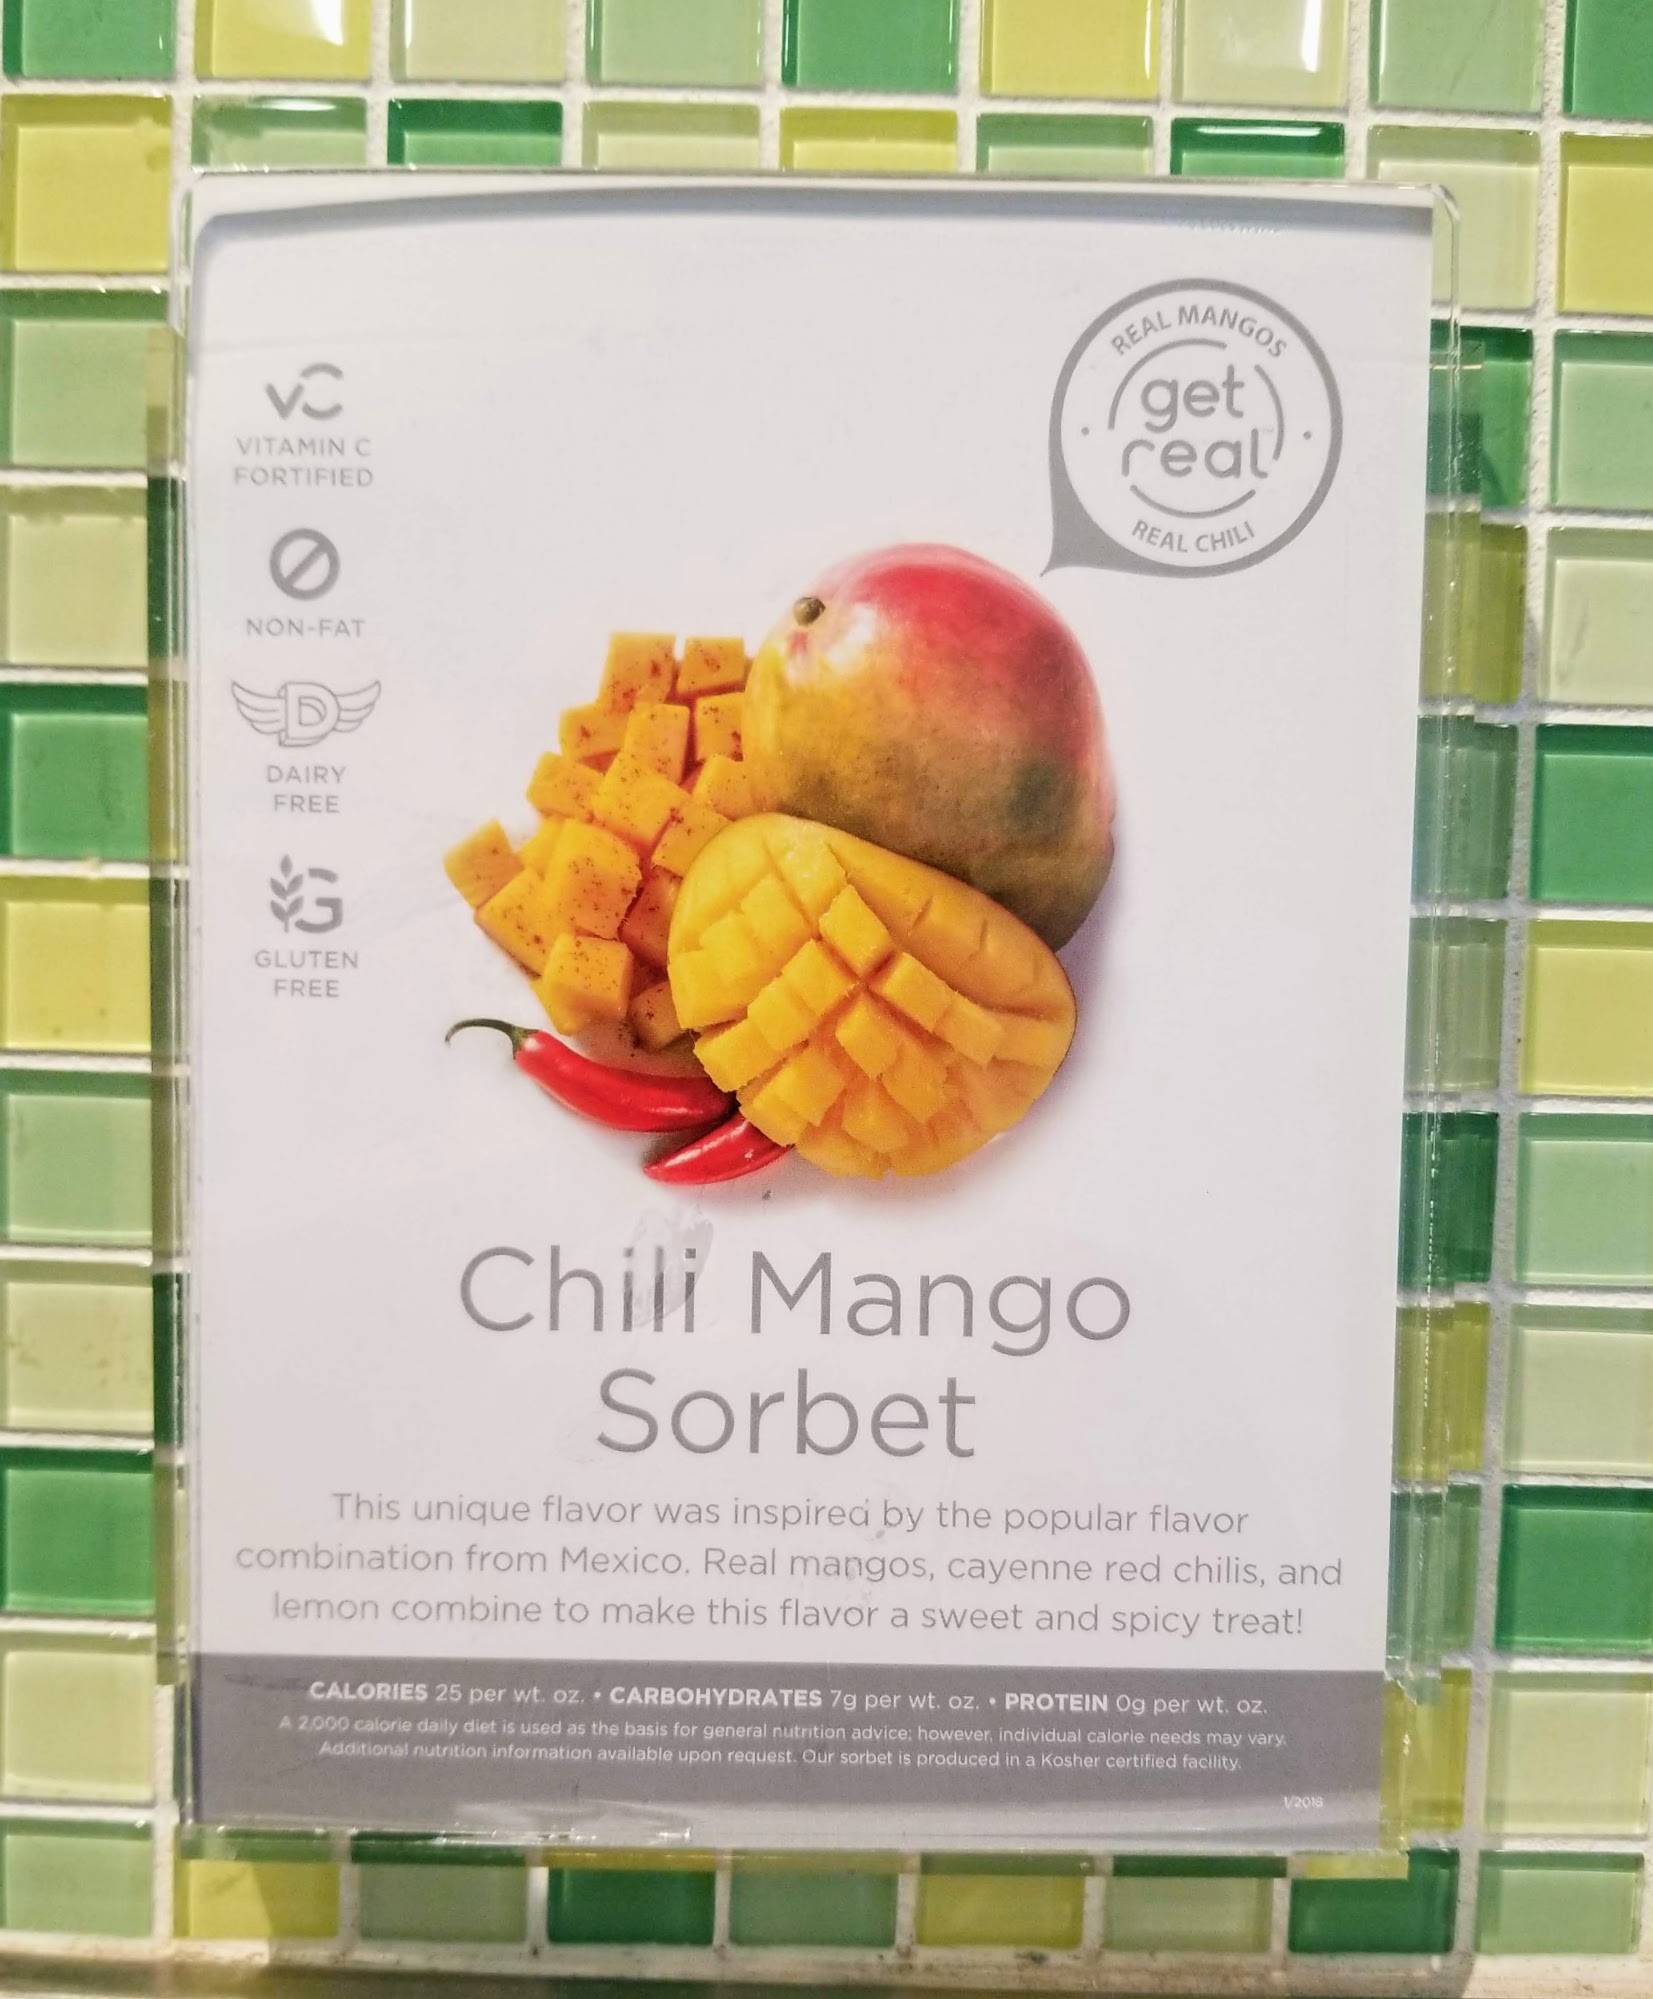 REAL MANGOS
get
real
REAL CHILI
VC
VITAMIN C
FORTIFIED
NON-FAT
D
DAIRY
FREE
G
GLUTEN
FREE
Chili Mango
Sorbet
This unique flavor was inspired by the popular flavor
combination from Mexico. Real mangos, cayenne red chilis, and
lemon combine to make this flavor a sweet and spicy treat!
CALORIES 25 per wt. oz. • CARBOHYDRATES 7g per wt. oz. • PROTEIN 0g per wt. oz.
A 2,000 calorie daily diet is used as the basis for general nutrition advice; however, individual calorie needs may vary.
Additional nutrition information available upon request. Our sorbet is produced in a Kosher certified facility.
1/2018